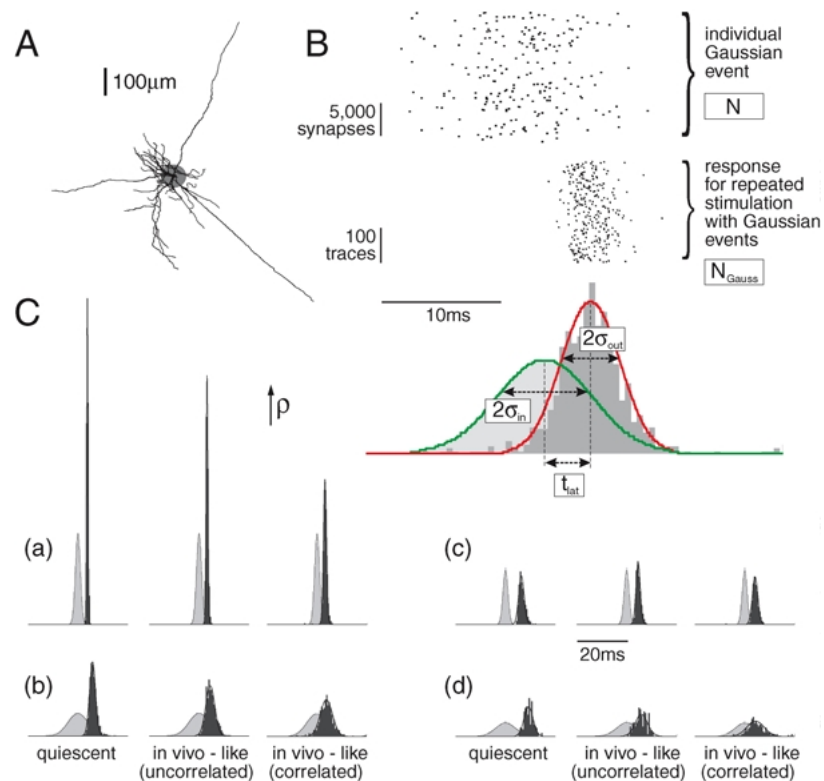 A
100μm
B
5,000
synapses
individual
Gaussian
event
N
100
traces
response
for repeated
stimulation
with Gaussian
events
N_Gauss
10ms
2σ_out
2σ_in
t_lat
C
ρ
(a)
(b)
quiescent
in vivo - like
(uncorrelated)
in vivo - like
(correlated)
(c)
20ms
(d)
quiescent
in vivo - like
(uncorrelated)
in vivo - like
(correlated)